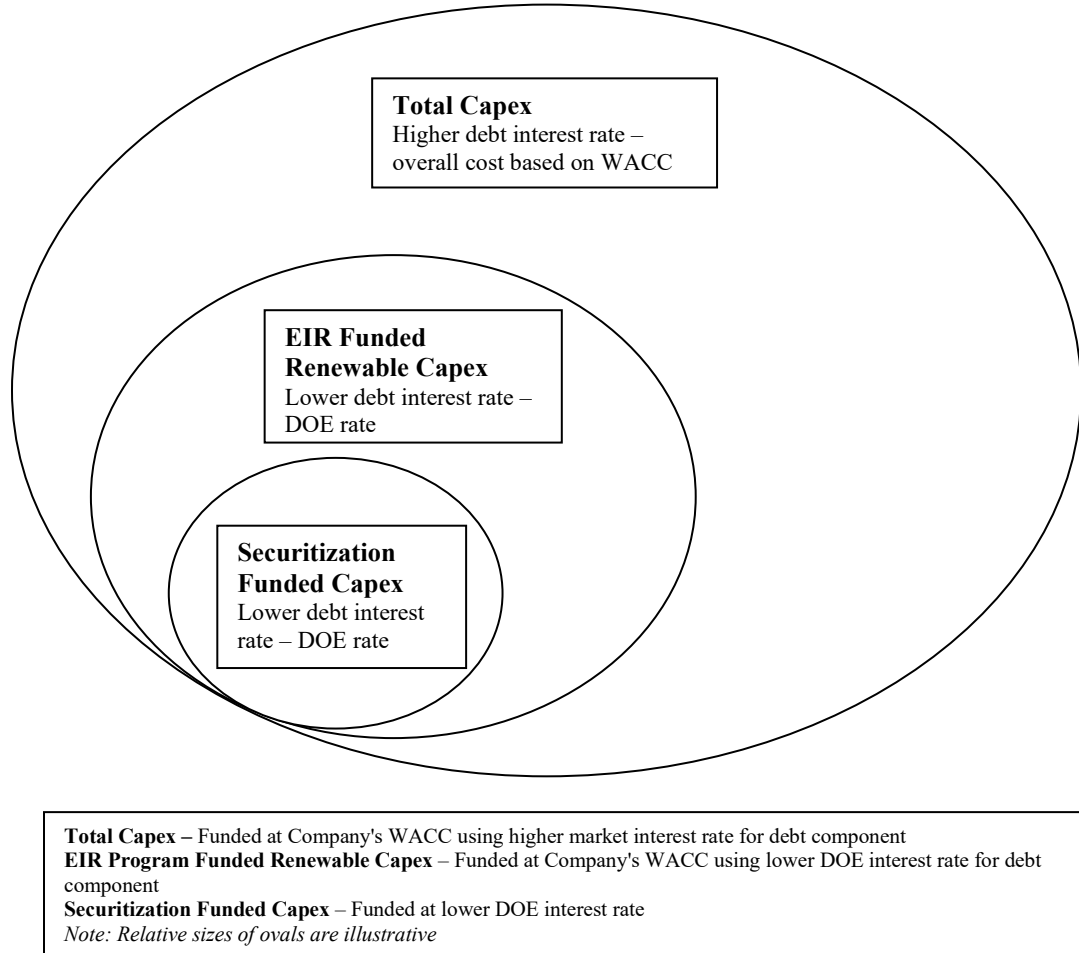 Total Capex
Higher debt interest rate –
overall cost based on WACC
EIR Funded
Renewable Capex
Lower debt interest rate –
DOE rate
Securitization
Funded Capex
Lower debt interest
rate – DOE rate
Total Capex – Funded at Company's WACC using higher market interest rate for debt component
EIR Program Funded Renewable Capex – Funded at Company's WACC using lower DOE interest rate for debt
component
Securitization Funded Capex – Funded at lower DOE interest rate
Note: Relative sizes of ovals are illustrative